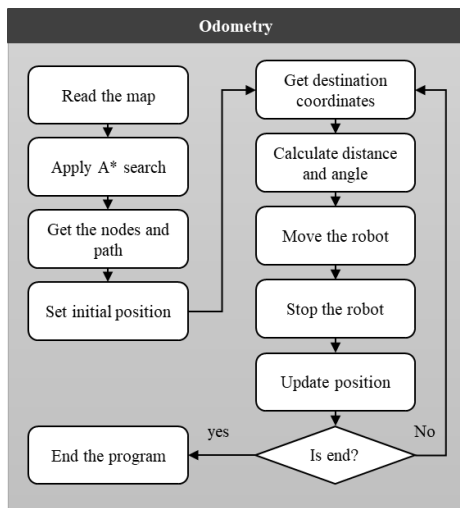 Odometry
Read the map
Apply A* search
Get the nodes and
path
Set initial position
Get destination
coordinates
Calculate distance
and angle
Move the robot
Stop the robot
Update position
Is end?
yes
No
End the program